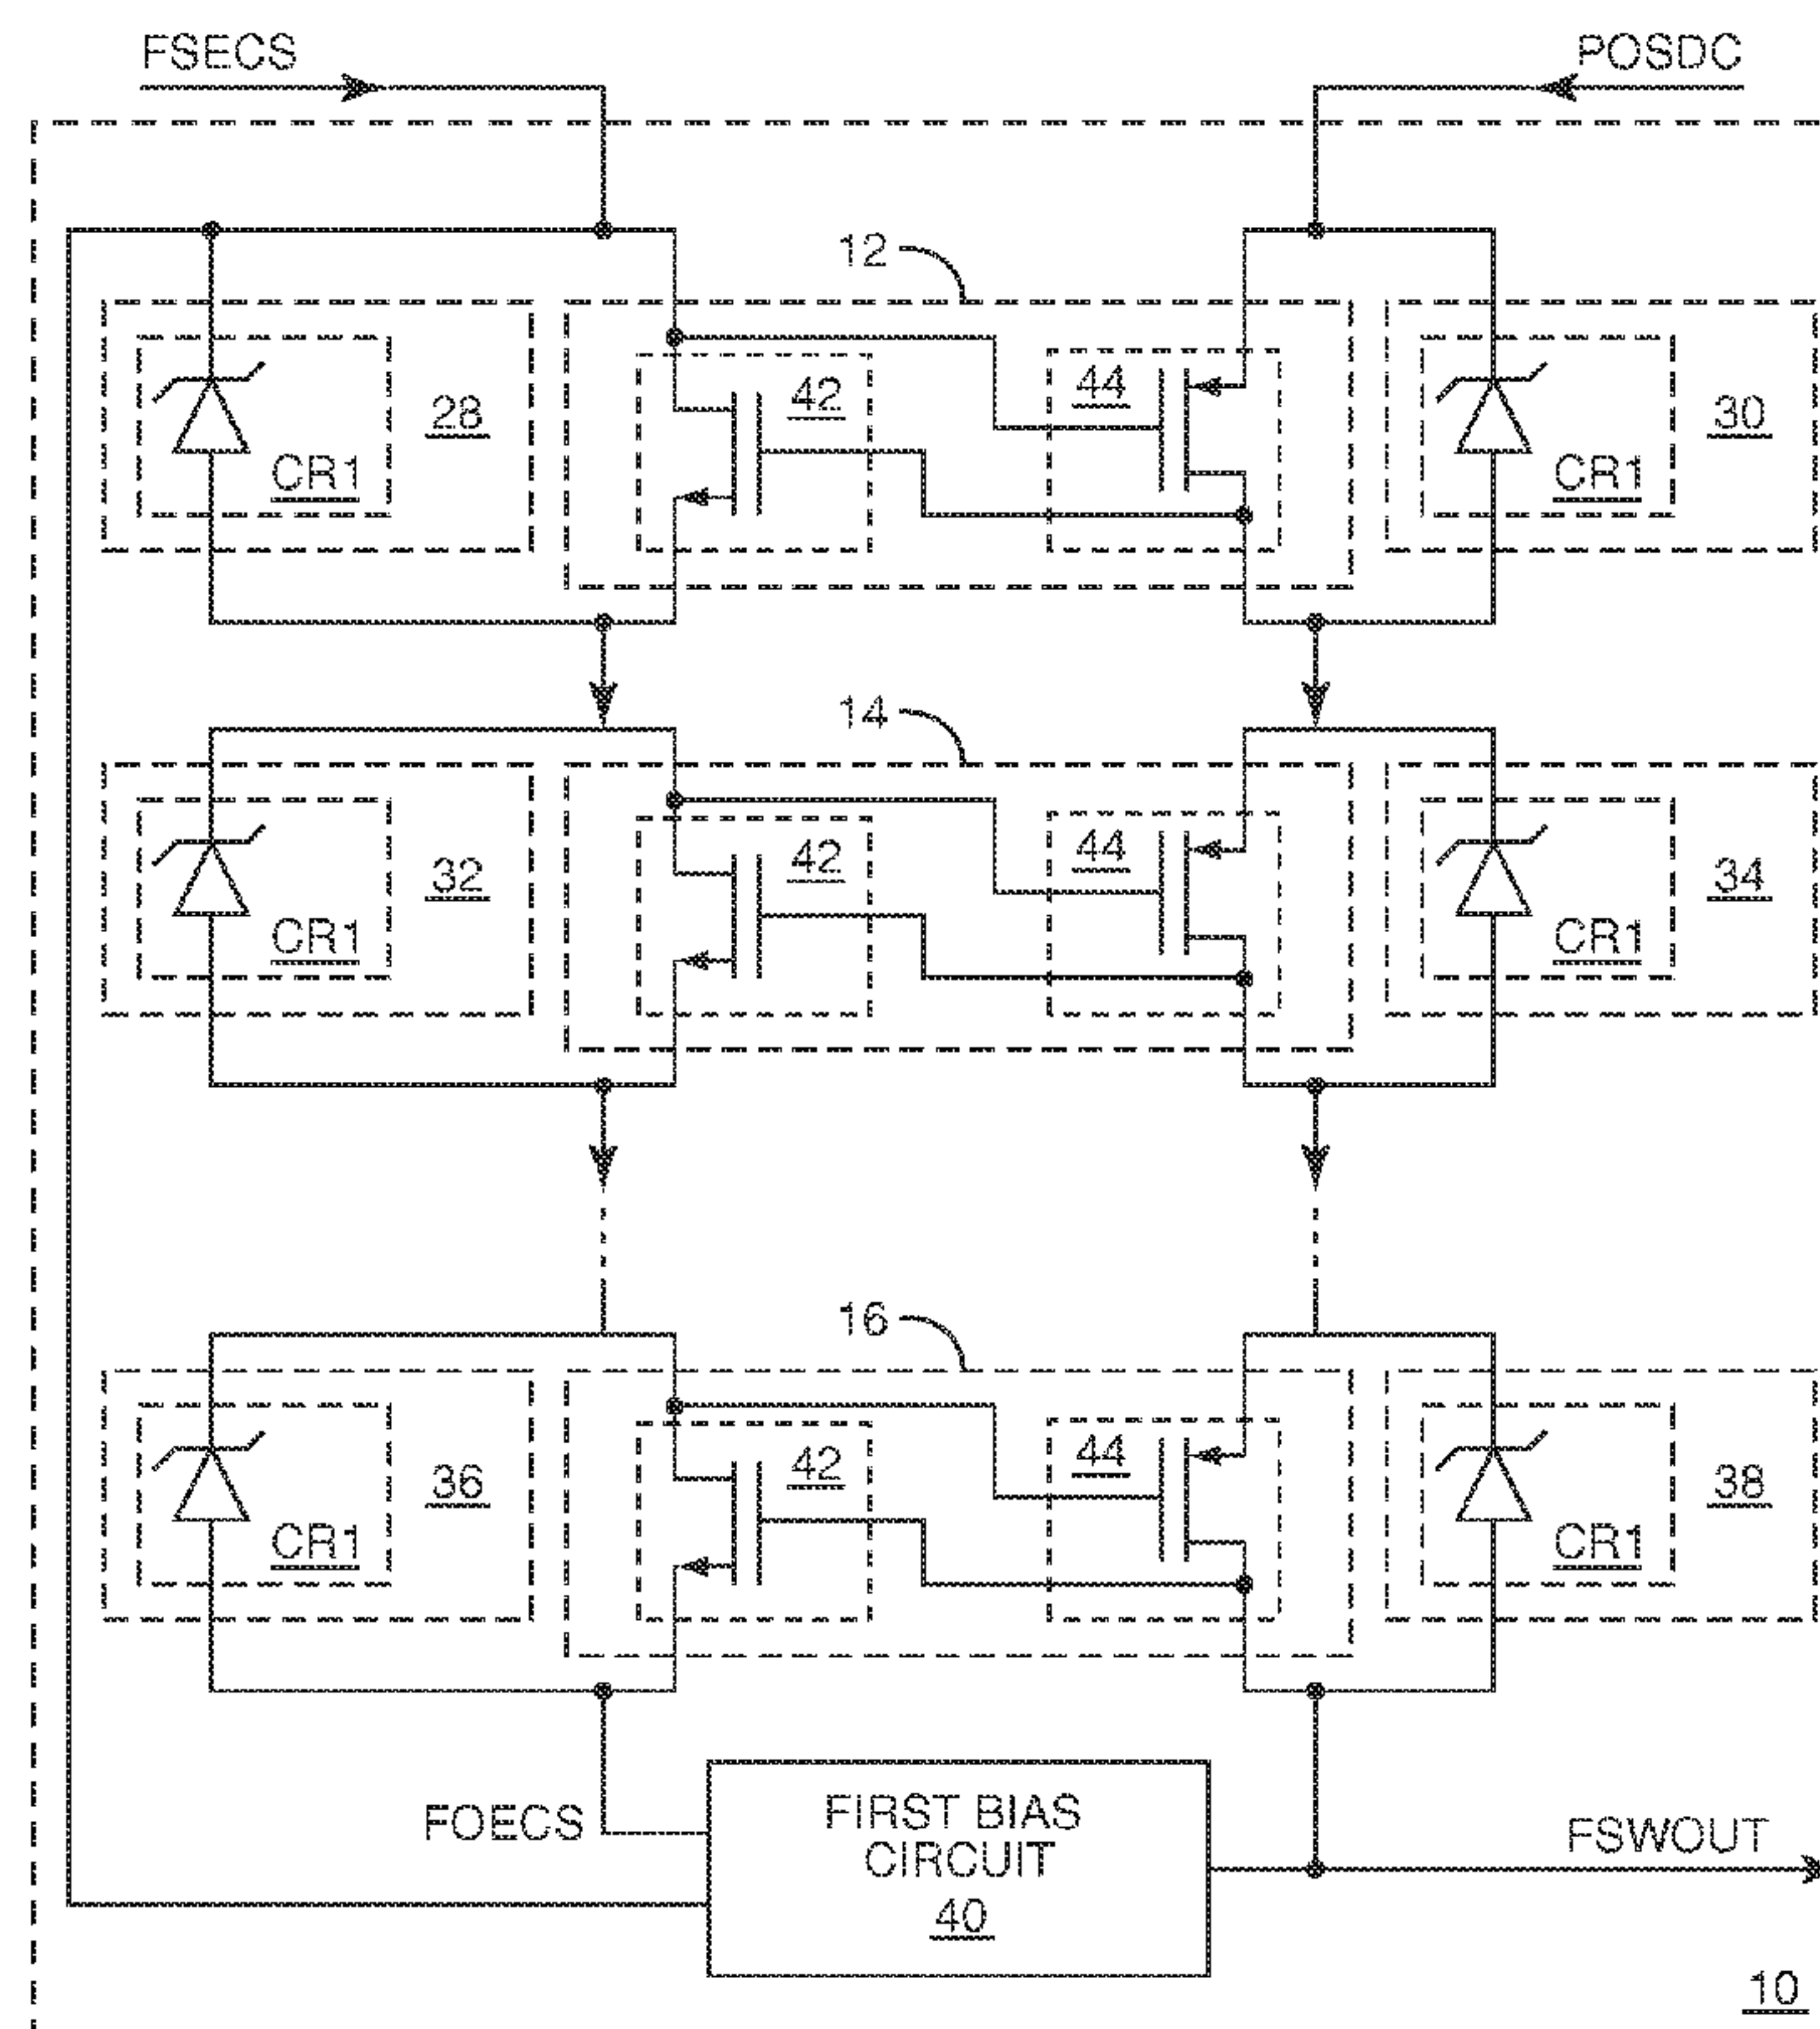 FSECS POSDC
12
28 42 44 30
CR1 CR1
14
32 42 44 34
CR1 CR1
16
36 42 44 38
CR1 CR1
FOECS
FIRST BIAS
CIRCUIT
40
FSWOUT
10